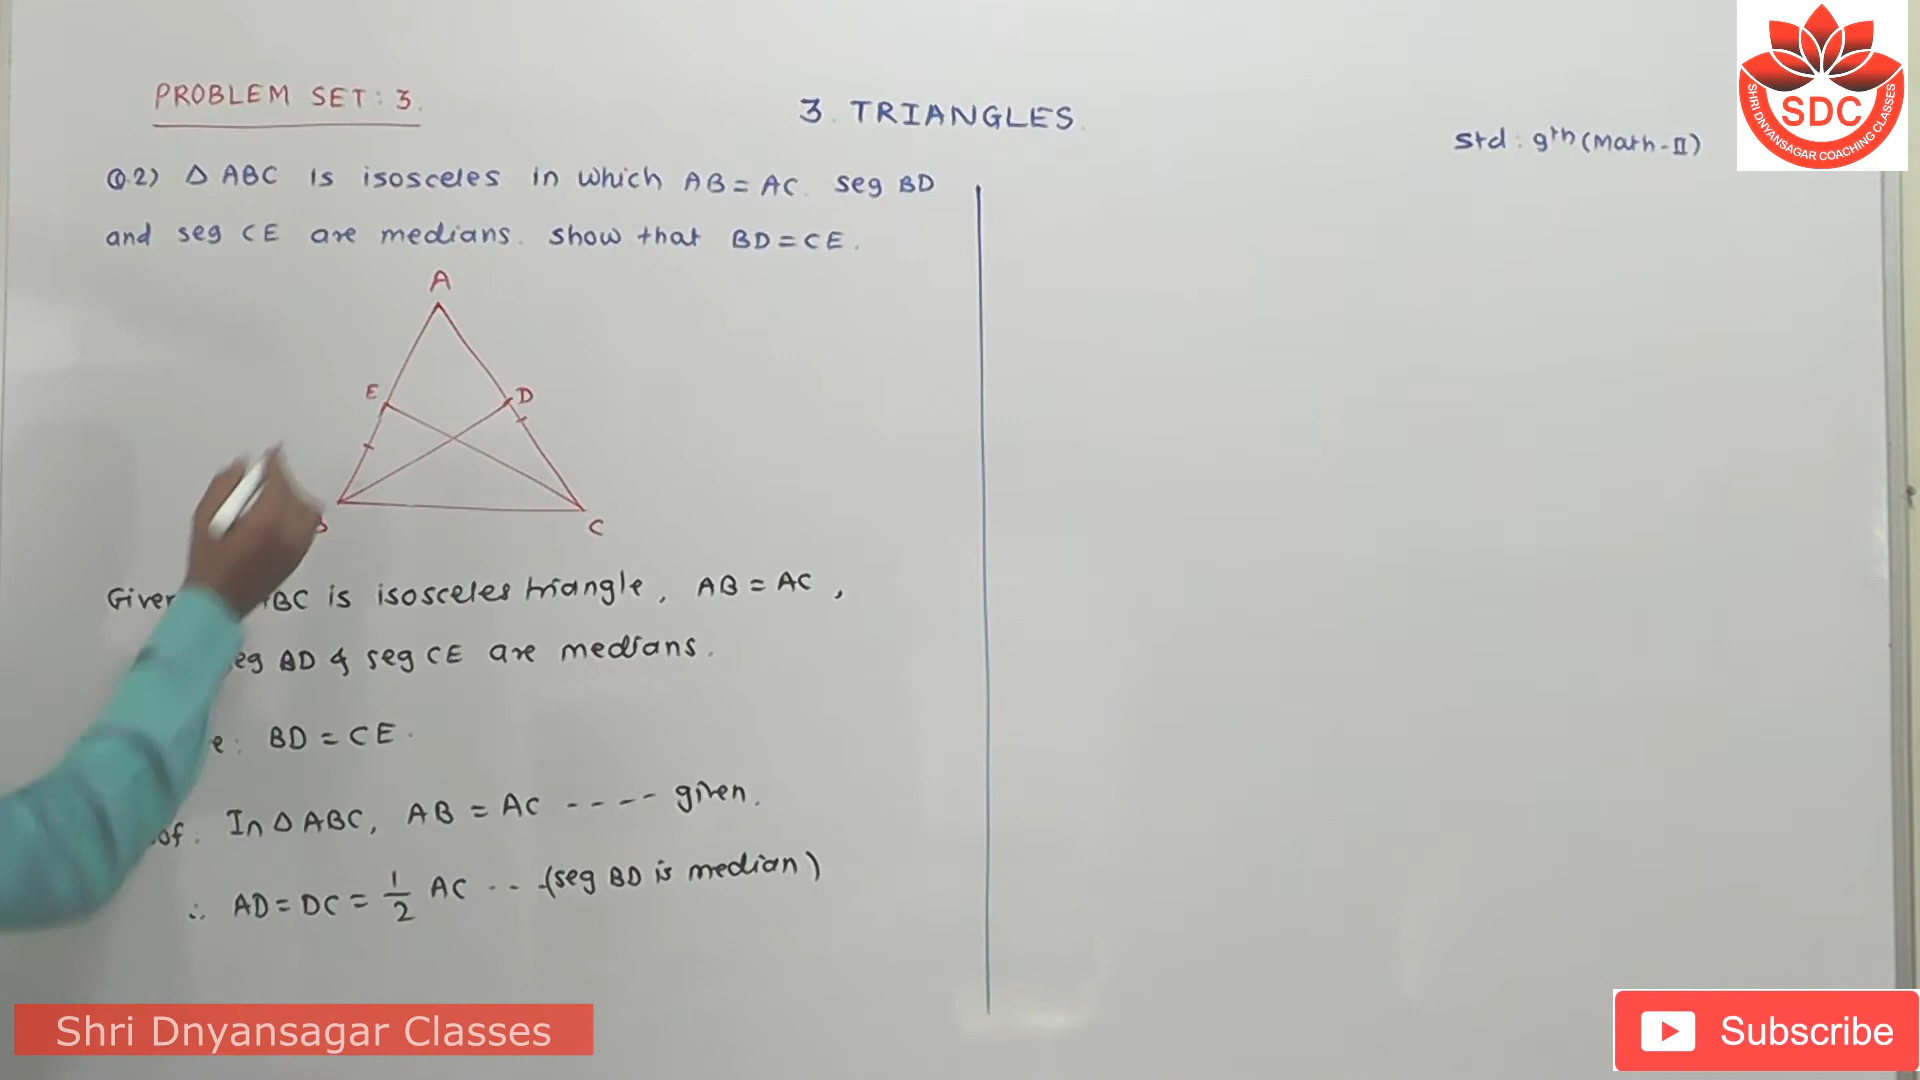 PROBLEM SET: 3.
3. TRIANGLES.
Std: 9th (Math-II)
SDC
SHRI DNYANSAGAR COACHING CLASSES
Q.2) Δ ABC is isosceles in which AB = AC. Seg BD
and seg CE are medians. Show that BD = CE.
A
E
D
C
BC is isosceles triangle, AB = AC,
BD & seg CE are medians.
BD = CE.
In Δ ABC, AB = AC ---- given.
∴ AD = DC = 1/2 AC ... (seg BD is median)
Shri Dnyansagar Classes
Subscribe